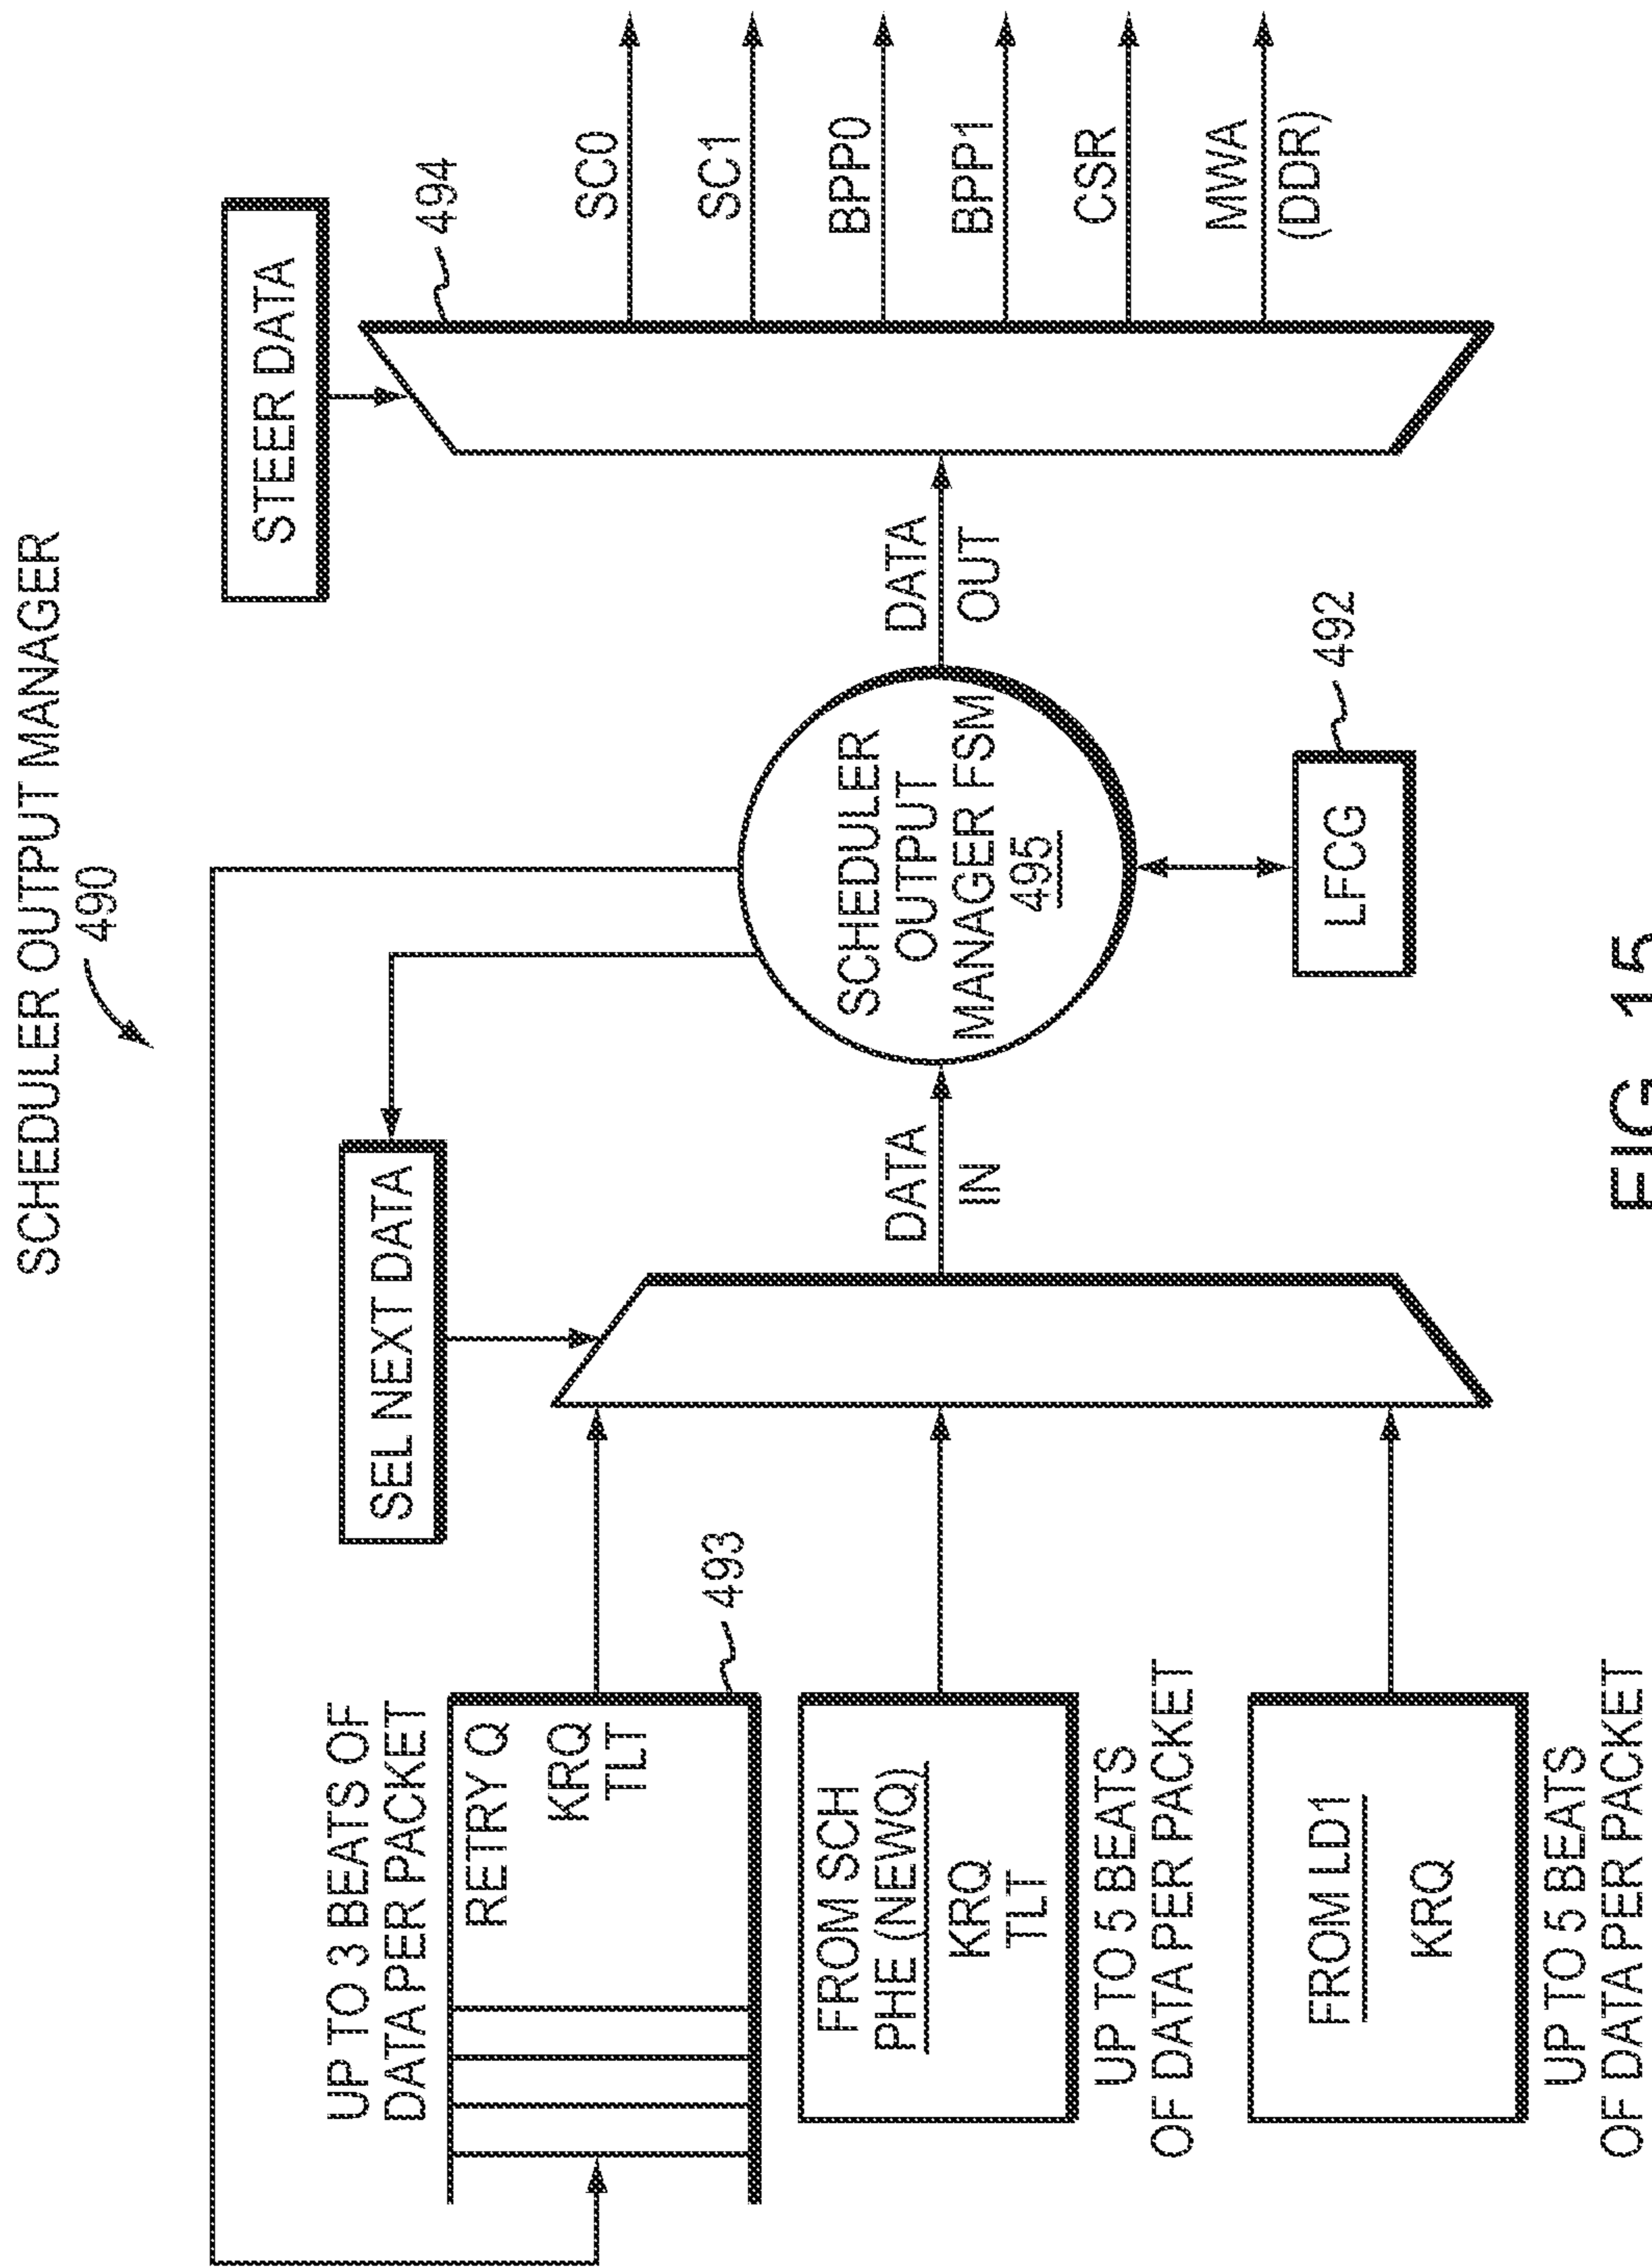 SCHEDULER OUTPUT MANAGER
490
UP TO 3 BEATS OF
DATA PER PACKET
RETRY Q
KRQ
TLT
493
FROM SCH
PHE (NEWQ)
KRQ
TLT
UP TO 5 BEATS
OF DATA PER PACKET
FROM LD1
KRQ
UP TO 5 BEATS
OF DATA PER PACKET
SEL NEXT DATA
DATA
IN
SCHEDULER
OUTPUT
MANAGER FSM
495
LFCG
492
DATA
OUT
STEER DATA
494
SC0
SC1
BPP0
BPP1
CSR
MWA
(DDR)
FIG. 15